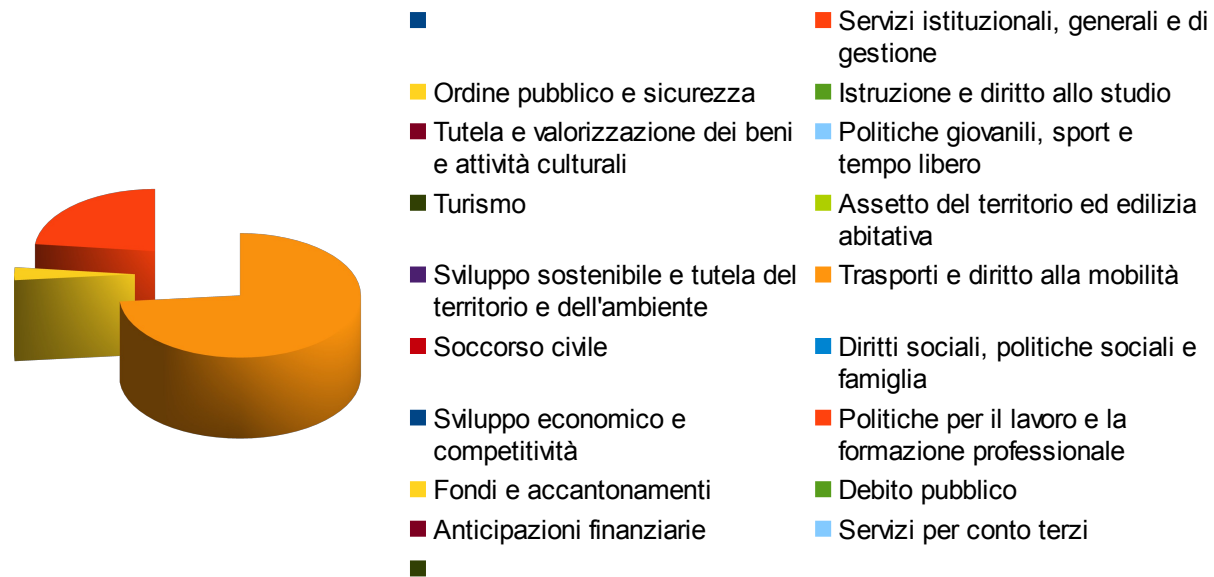 Servizi istituzionali, generali e di
gestione
Ordine pubblico e sicurezza
Istruzione e diritto allo studio
Tutela e valorizzazione dei beni
e attività culturali
Politiche giovanili, sport e
tempo libero
Turismo
Assetto del territorio ed edilizia
abitativa
Sviluppo sostenibile e tutela del
territorio e dell'ambiente
Trasporti e diritto alla mobilità
Soccorso civile
Diritti sociali, politiche sociali e
famiglia
Sviluppo economico e
competitività
Politiche per il lavoro e la
formazione professionale
Fondi e accantonamenti
Debito pubblico
Anticipazioni finanziarie
Servizi per conto terzi